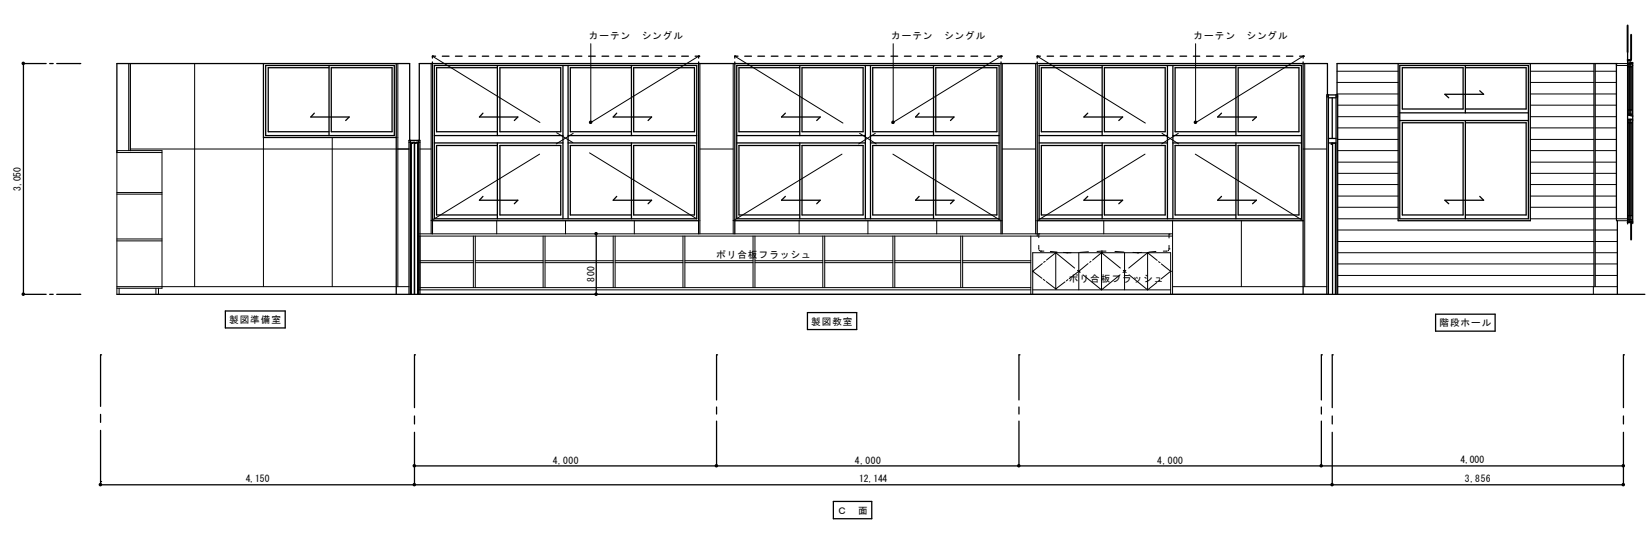 カーテン　シングル
カーテン　シングル
カーテン　シングル
3,050
ポリ合板フラッシュ
800
ポリ合板フラッシュ
製図準備室
製図教室
階段ホール
4,000
4,000
4,000
4,000
4,150
12,144
3,856
C　面